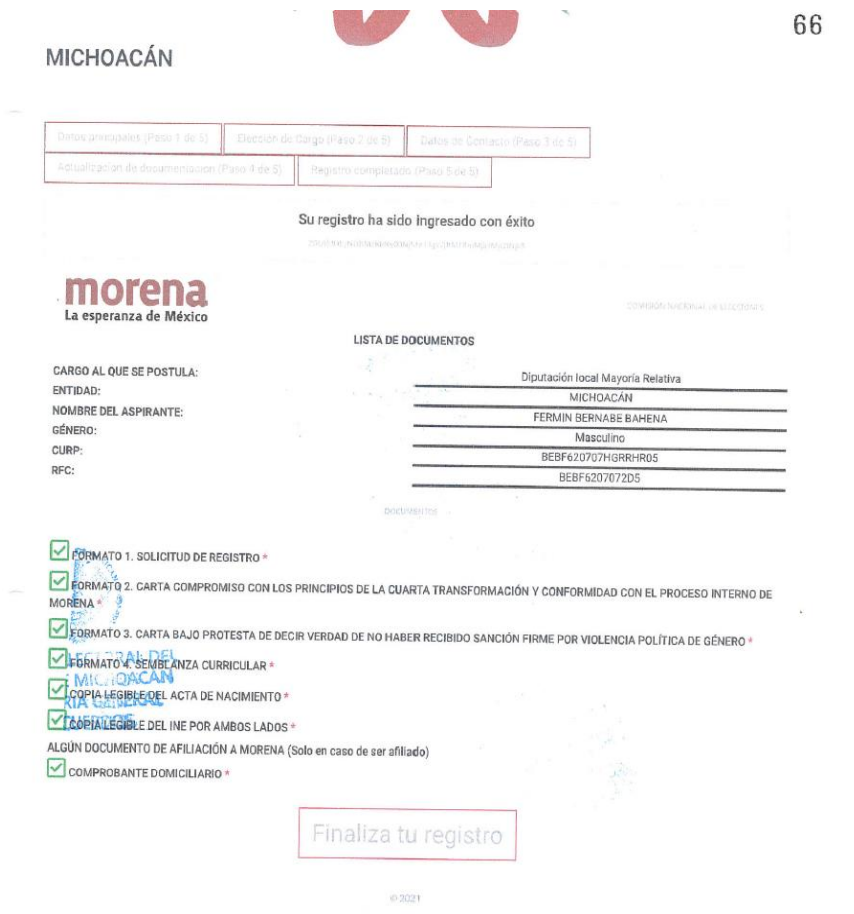 66
MICHOACÁN
Datos principales (Paso 1 de 5)
Elección de Cargo (Paso 2 de 5)
Datos de Contacto (Paso 3 de 5)
Actualización de documentación (Paso 4 de 5)
Registro completado (Paso 5 de 5)
Su registro ha sido ingresado con éxito
morena
La esperanza de México
COMISIÓN NACIONAL DE ELECCIONES
LISTA DE DOCUMENTOS
CARGO AL QUE SE POSTULA: Diputación local Mayoría Relativa
ENTIDAD: MICHOACÁN
NOMBRE DEL ASPIRANTE: FERMIN BERNABE BAHENA
GÉNERO: Masculino
CURP: BEBF620707HGRRHR05
RFC: BEBF6207072D5
DOCUMENTOS
FORMATO 1. SOLICITUD DE REGISTRO *
FORMATO 2. CARTA COMPROMISO CON LOS PRINCIPIOS DE LA CUARTA TRANSFORMACIÓN Y CONFORMIDAD CON EL PROCESO INTERNO DE
MORENA *
FORMATO 3. CARTA BAJO PROTESTA DE DECIR VERDAD DE NO HABER RECIBIDO SANCIÓN FIRME POR VIOLENCIA POLÍTICA DE GÉNERO *
FORMATO 4. SEMBLANZA CURRICULAR *
MICHOACÁN
COPIA LEGIBLE DEL ACTA DE NACIMIENTO *
COPIA LEGIBLE DEL INE POR AMBOS LADOS *
ALGÚN DOCUMENTO DE AFILIACIÓN A MORENA (Solo en caso de ser afiliado)
COMPROBANTE DOMICILIARIO *
Finaliza tu registro
© 2021